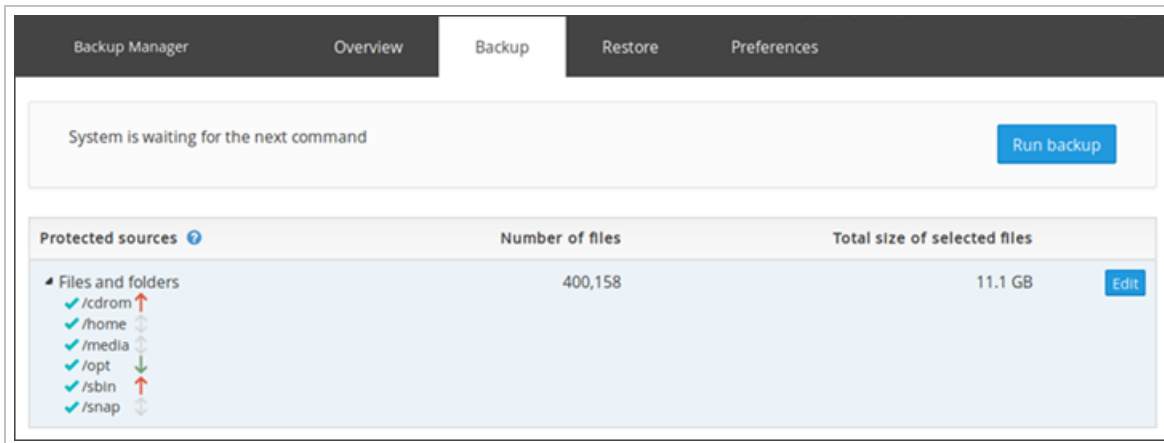 Backup Manager Overview Backup Restore Preferences
System is waiting for the next command Run backup
Protected sources ? Number of files Total size of selected files
Files and folders 400,158 11.1 GB Edit
/cdrom
/home
/media
/opt
/sbin
/snap